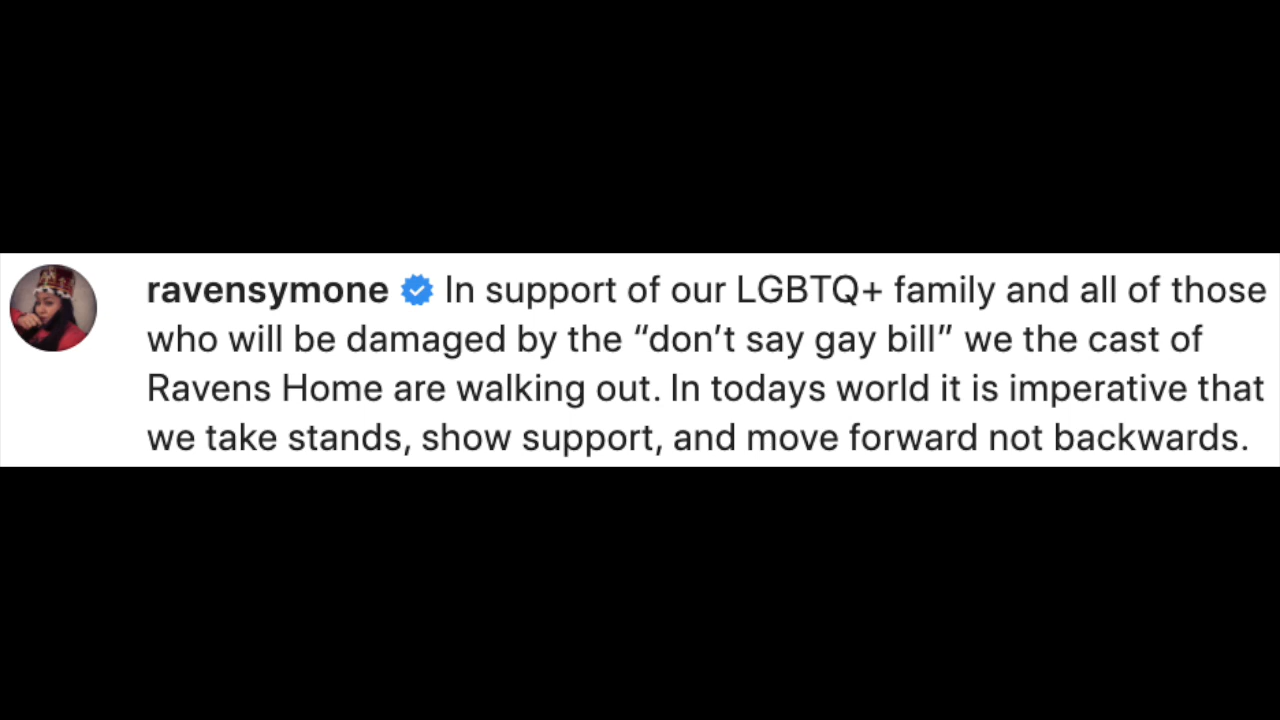 ravensymone In support of our LGBTQ+ family and all of those
who will be damaged by the “don’t say gay bill” we the cast of
Ravens Home are walking out. In todays world it is imperative that
we take stands, show support, and move forward not backwards.